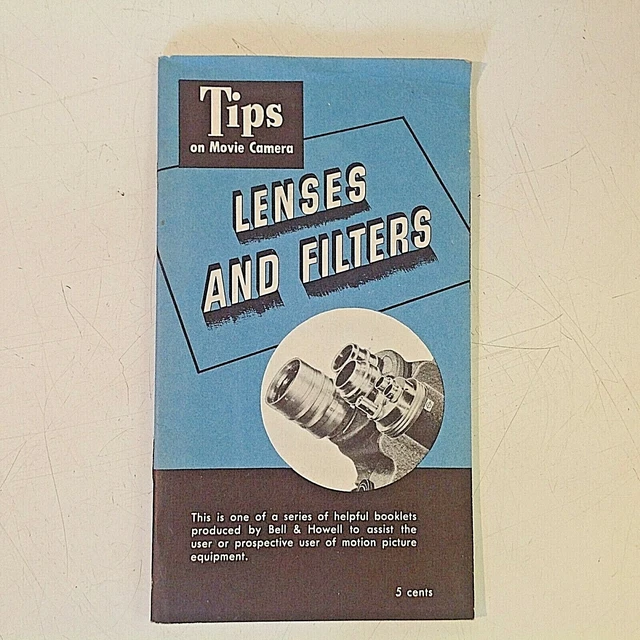 Tips
on Movie Camera
LENSES
AND FILTERS
This is one of a series of helpful booklets
produced by Bell & Howell to assist the
user or prospective user of motion picture
equipment.
5 cents